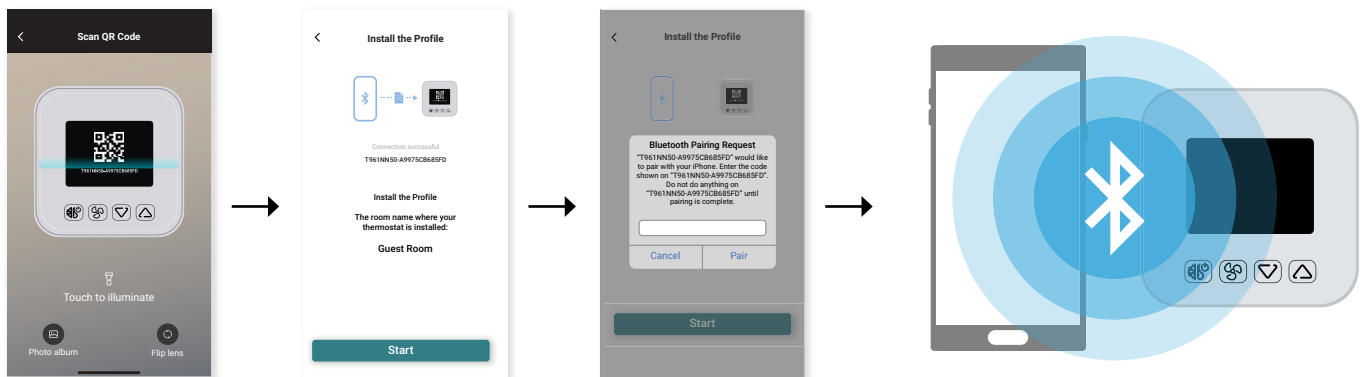 Scan QR Code
T961NN50-A9975CB685FD
Touch to illuminate
Photo album
Flip lens
Install the Profile
Connection successful
T961NN50-A9975CB685FD
Install the Profile
The room name where your
thermostat is installed:
Guest Room
Start
Install the Profile
Bluetooth Pairing Request
"T961NN50-A9975CB685FD" would like
to pair with your iPhone. Enter the code
shown on "T961NN50-A9975CB685FD".
Do not do anything on
"T961NN50-A9975CB685FD" until
pairing is complete.
Cancel
Pair
Start